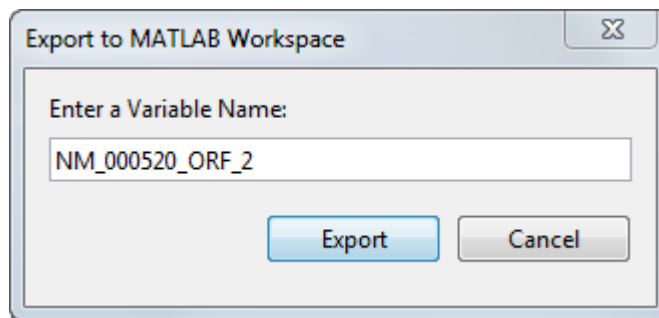 Export to MATLAB Workspace
Enter a Variable Name:
NM_000520_ORF_2
Export Cancel